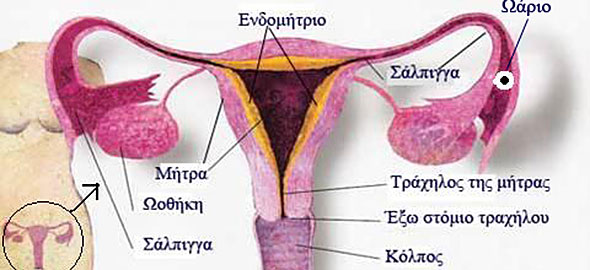 Ωάριο
Ενδομήτριο
Σάλπιγγα
Μήτρα
Τράχηλος της μήτρας
Ωοθήκη
Έξω στόμιο τραχήλου
Σάλπιγγα
Κόλπος